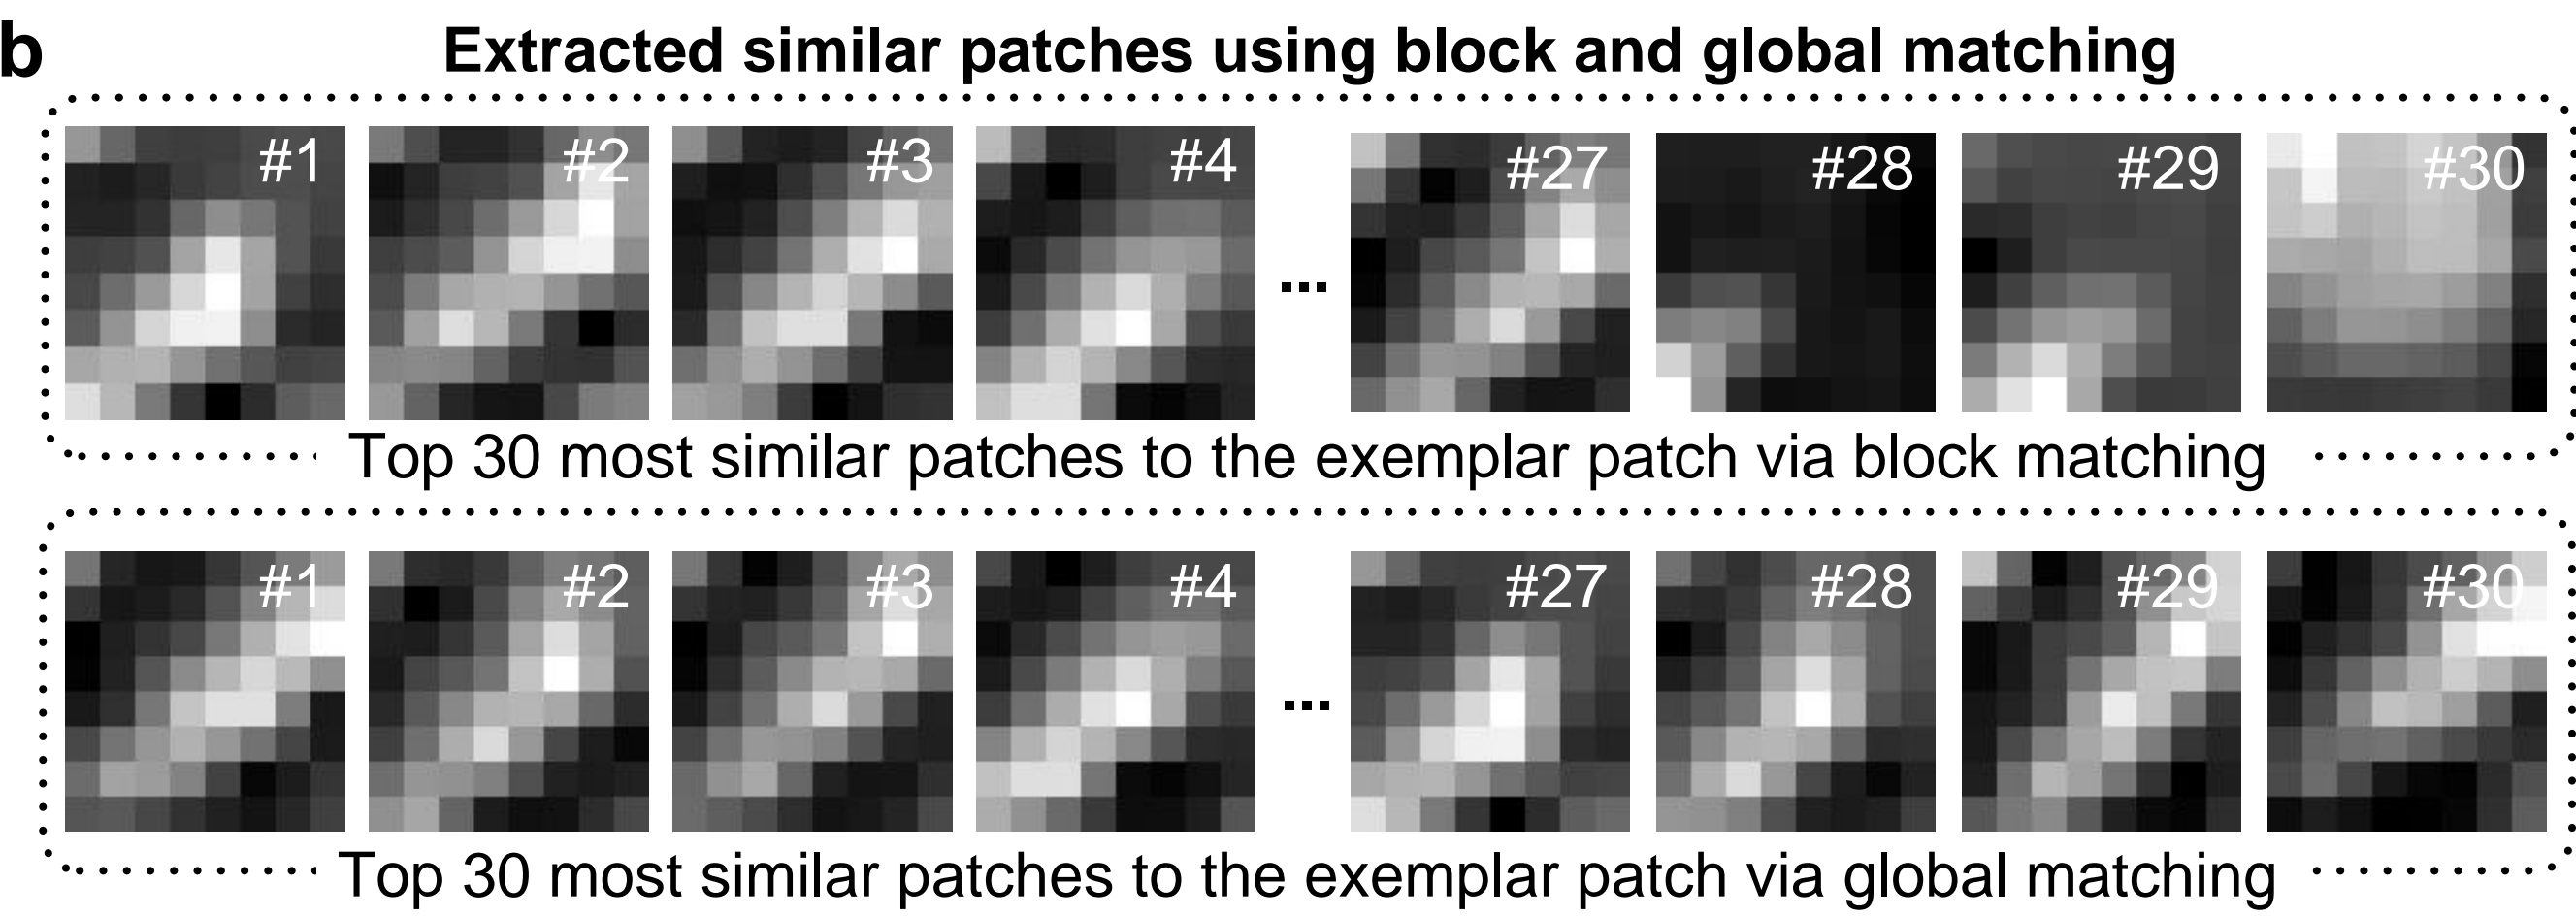 b
Extracted similar patches using block and global matching
#1 #2 #3 #4 ... #27 #28 #29 #30
Top 30 most similar patches to the exemplar patch via block matching
#1 #2 #3 #4 ... #27 #28 #29 #30
Top 30 most similar patches to the exemplar patch via global matching